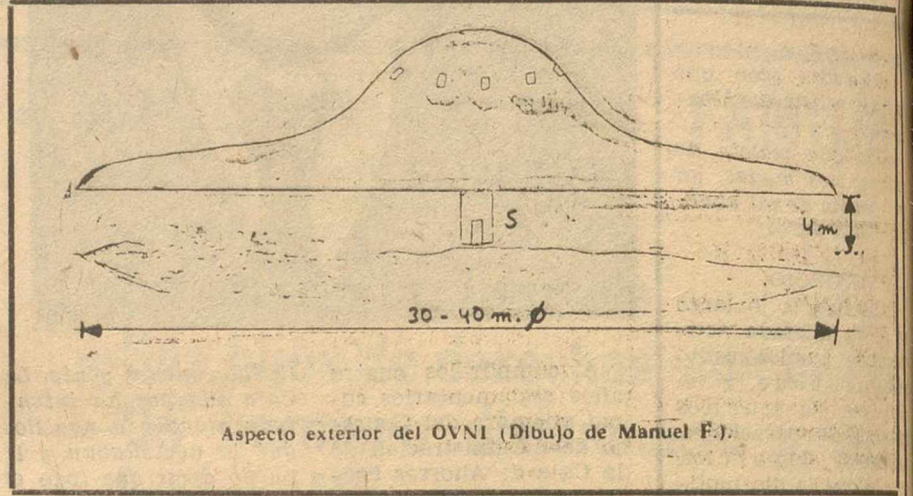 S
4 m
30 - 40 m. Ø
Aspecto exterior del OVNI (Dibujo de Manuel F.).